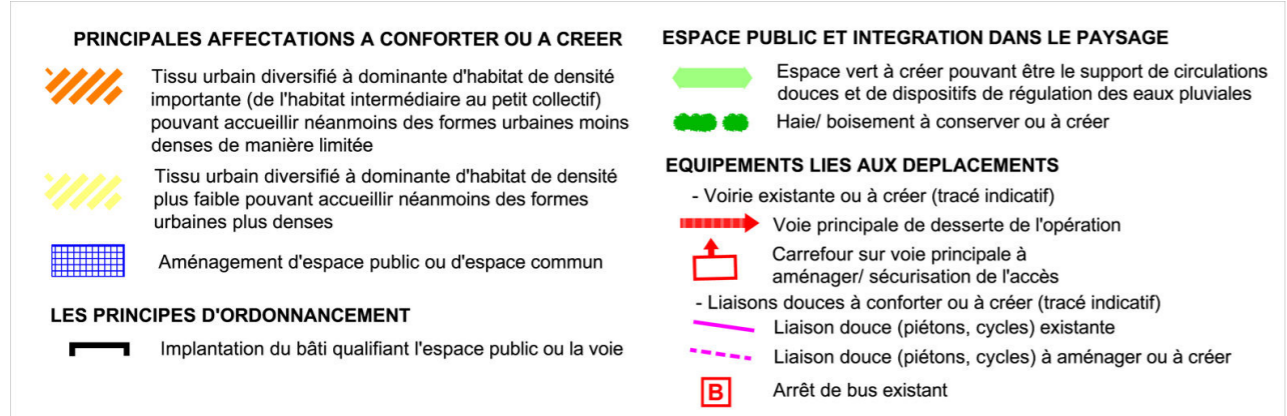 PRINCIPALES AFFECTATIONS A CONFORTER OU A CREER
Tissu urbain diversifié à dominante d'habitat de densité
importante (de l'habitat intermédiaire au petit collectif)
pouvant accueillir néanmoins des formes urbaines moins
denses de manière limitée
Tissu urbain diversifié à dominante d'habitat de densité
plus faible pouvant accueillir néanmoins des formes
urbaines plus denses
Aménagement d'espace public ou d'espace commun
LES PRINCIPES D'ORDONNANCEMENT
Implantation du bâti qualifiant l'espace public ou la voie
ESPACE PUBLIC ET INTEGRATION DANS LE PAYSAGE
Espace vert à créer pouvant être le support de circulations
douces et de dispositifs de régulation des eaux pluviales
Haie/ boisement à conserver ou à créer
EQUIPEMENTS LIES AUX DEPLACEMENTS
- Voirie existante ou à créer (tracé indicatif)
Voie principale de desserte de l'opération
Carrefour sur voie principale à
aménager/ sécurisation de l'accès
- Liaisons douces à conforter ou à créer (tracé indicatif)
Liaison douce (piétons, cycles) existante
Liaison douce (piétons, cycles) à aménager ou à créer
B Arrêt de bus existant